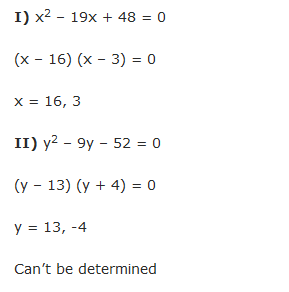 I) x² – 19x + 48 = 0
(x – 16) (x – 3) = 0
x = 16, 3
II) y² – 9y – 52 = 0
(y – 13) (y + 4) = 0
y = 13, -4
Can’t be determined